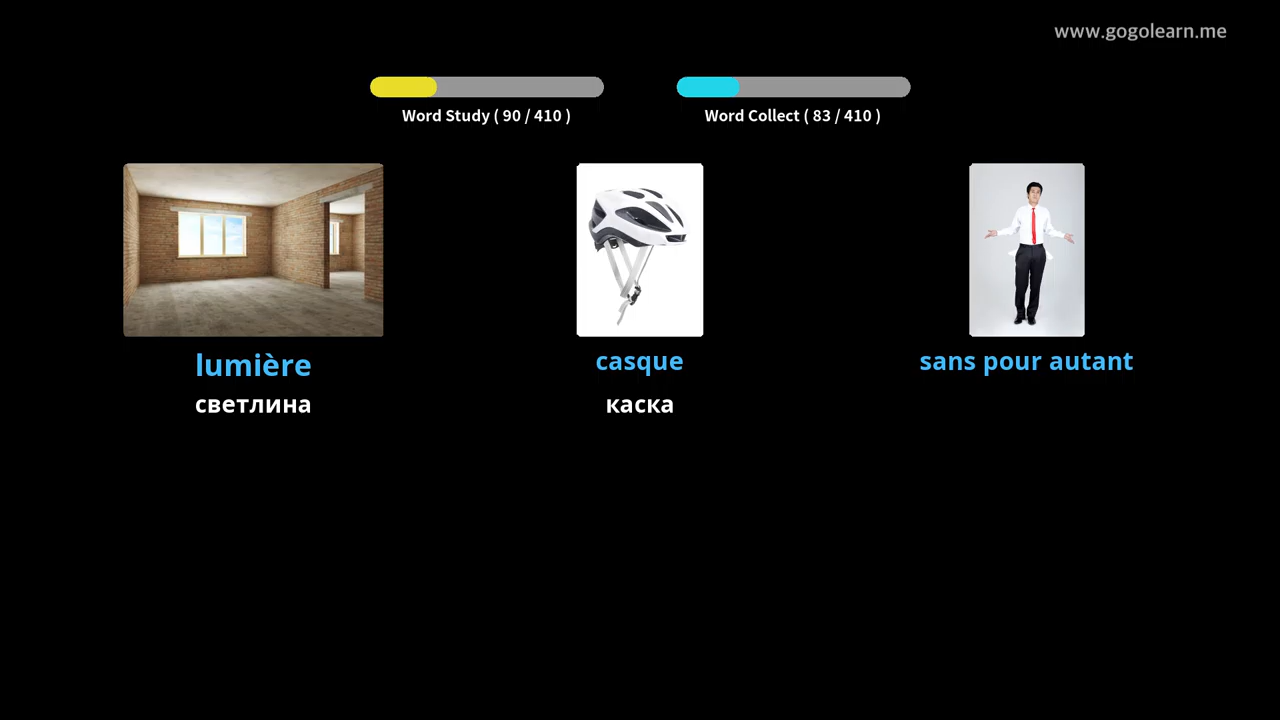 www.gogolearn.me
Word Study ( 90 / 410 )
Word Collect ( 83 / 410 )
lumière
casque
sans pour autant
светлина
каска